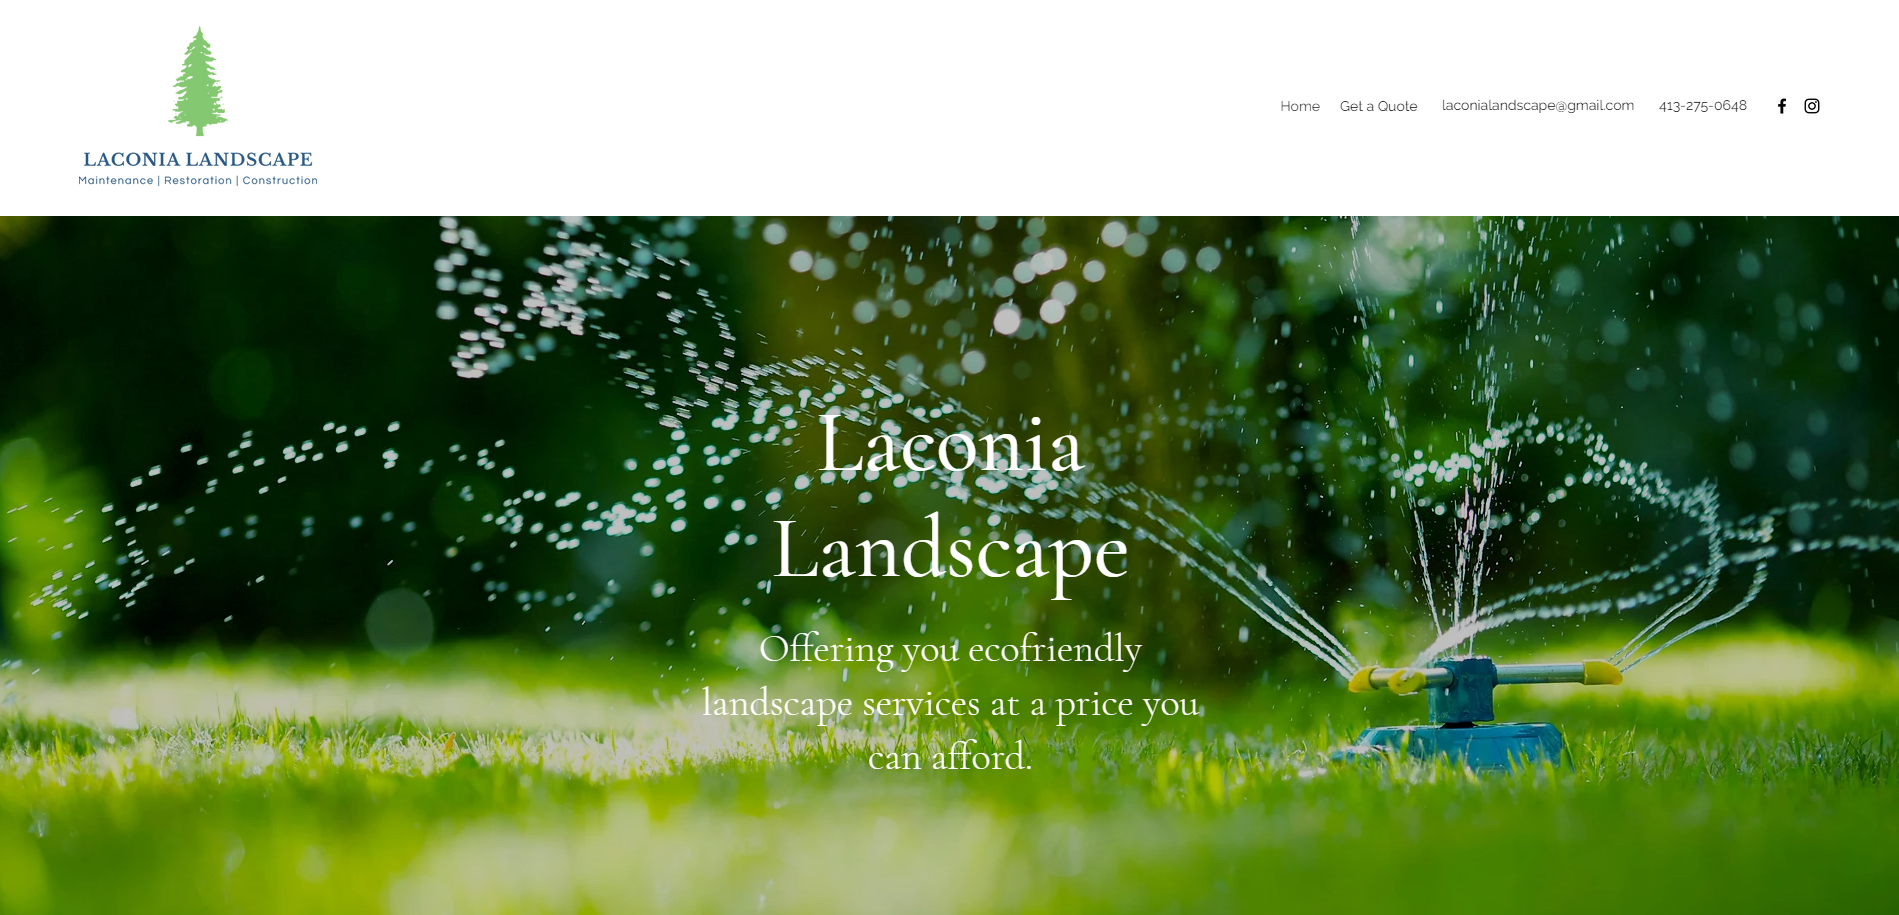 LACONIA LANDSCAPE
Maintenance | Restoration | Construction
Home Get a Quote laconialandscape@gmail.com 413-275-0648
Laconia
Landscape
Offering you ecofriendly
landscape services at a price you
can afford.